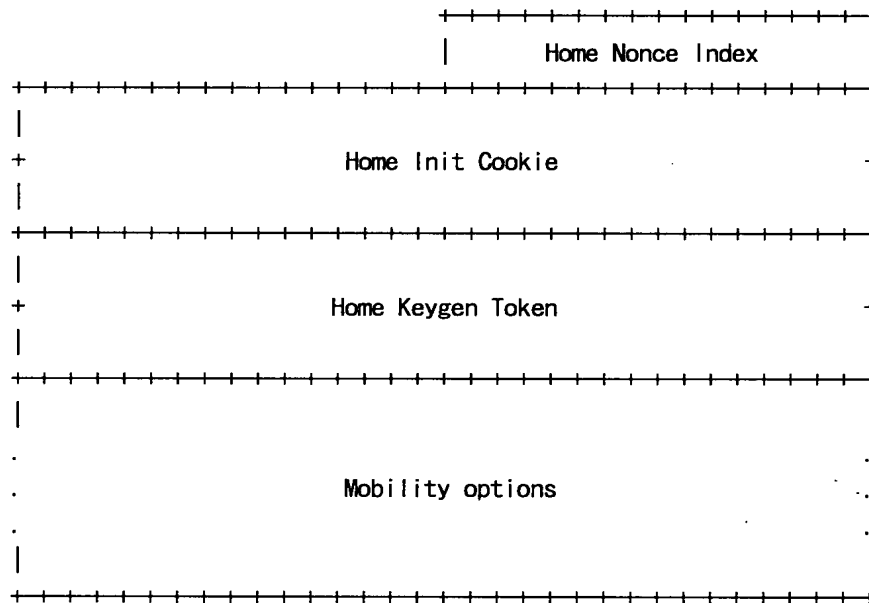 Home Nonce Index
Home Init Cookie
Home Keygen Token
Mobility options